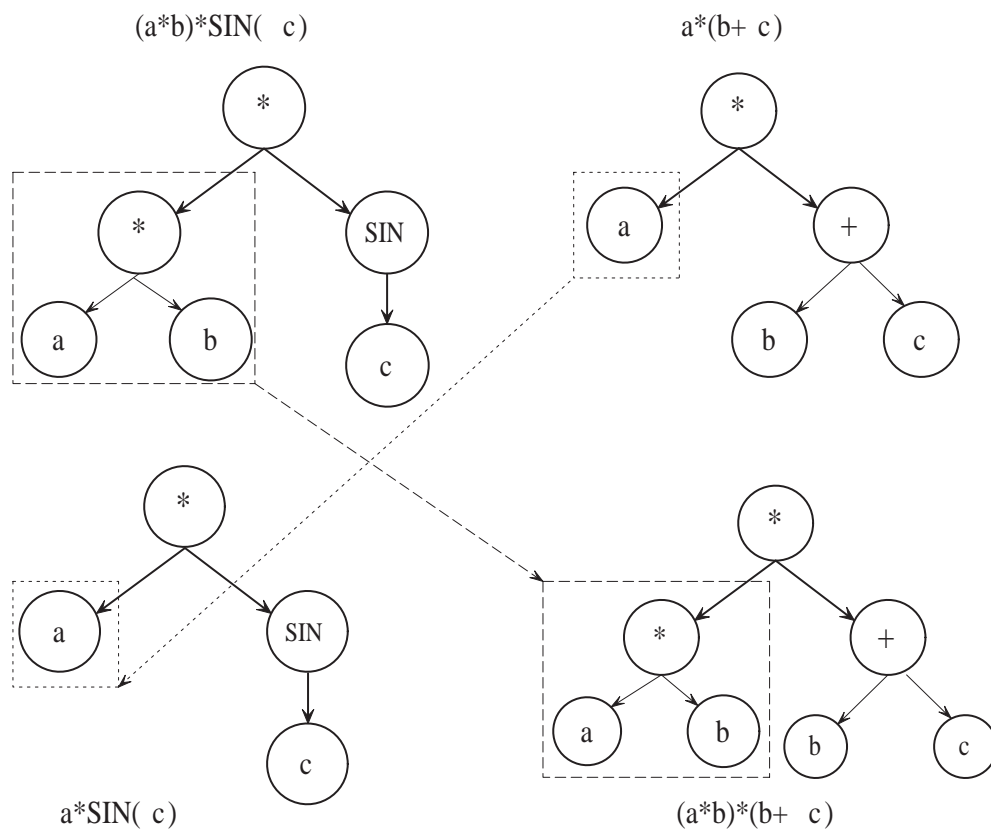 (a*b)*SIN( c)
a*(b+ c)
*
*
*
a
SIN
+
a
b
c
b
c
*
*
a
SIN
*
+
a
b
b
c
c
a*SIN( c)
(a*b)*(b+ c)